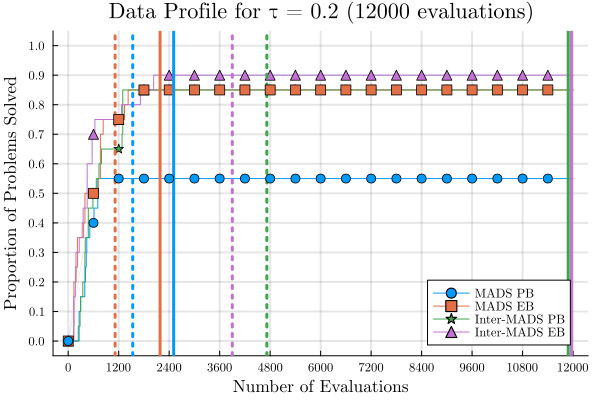 Data Profile for τ = 0.2 (12000 evaluations)
Proportion of Problems Solved
1.0
0.9
0.8
0.7
0.6
0.5
0.4
0.3
0.2
0.1
0.0
MADS PB
MADS EB
Inter-MADS PB
Inter-MADS EB
0 1200 2400 3600 4800 6000 7200 8400 9600 10800 12000
Number of Evaluations